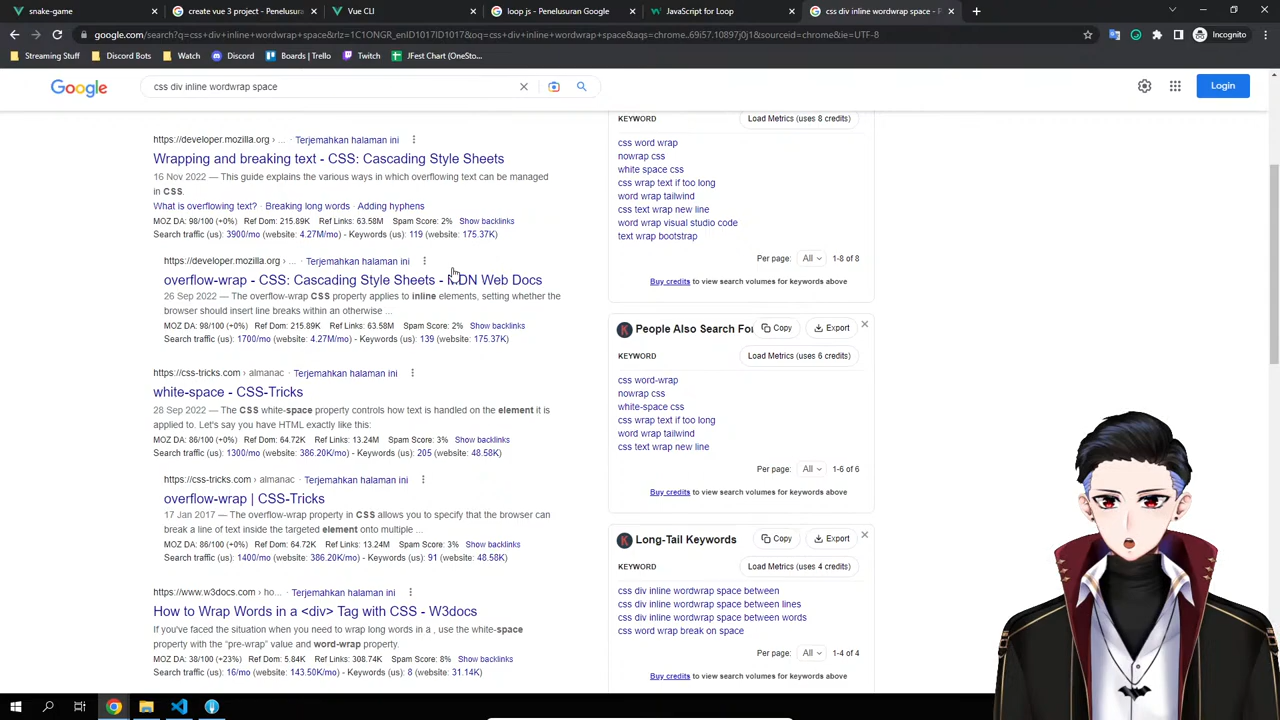 snake-game
create vue 3 project - Penelusuran
Vue CLI
loop js - Penelusuran Google
JavaScript for Loop
css div inline wordwrap space - P
google.com/search?q=css+div+inline+wordwrap+space&rlz=1C1ONGR_enID1017ID1017&oq=css+div+inline+wordwrap+space&aqs=chrome..69i57.10897j0j1&sourceid=chrome&ie=UTF-8
Incognito
Streaming Stuff
Discord Bots
Watch
Discord
Boards | Trello
Twitch
JFest Chart (OneSto...
Google
css div inline wordwrap space
Login
https://developer.mozilla.org › ... · Terjemahkan halaman ini
Wrapping and breaking text - CSS: Cascading Style Sheets
16 Nov 2022 — This guide explains the various ways in which overflowing text can be managed
in CSS.
What is overflowing text? · Breaking long words · Adding hyphens
MOZ DA: 98/100 (+0%) Ref Dom: 215.89K Ref Links: 63.58M Spam Score: 2% Show backlinks
Search traffic (us): 3900/mo (website: 4.27M/mo) - Keywords (us): 119 (website: 175.37K)
https://developer.mozilla.org › ... · Terjemahkan halaman ini
overflow-wrap - CSS: Cascading Style Sheets - MDN Web Docs
26 Sep 2022 — The overflow-wrap CSS property applies to inline elements, setting whether the
browser should insert line breaks within an otherwise ...
MOZ DA: 98/100 (+0%) Ref Dom: 215.89K Ref Links: 63.58M Spam Score: 2% Show backlinks
Search traffic (us): 1700/mo (website: 4.27M/mo) - Keywords (us): 139 (website: 175.37K)
https://css-tricks.com › almanac · Terjemahkan halaman ini
white-space - CSS-Tricks
28 Sep 2022 — The CSS white-space property controls how text is handled on the element it is
applied to. Let's say you have HTML exactly like this:
MOZ DA: 86/100 (+0%) Ref Dom: 64.72K Ref Links: 13.24M Spam Score: 3% Show backlinks
Search traffic (us): 1300/mo (website: 386.20K/mo) - Keywords (us): 205 (website: 48.58K)
https://css-tricks.com › almanac · Terjemahkan halaman ini
overflow-wrap | CSS-Tricks
17 Jan 2017 — The overflow-wrap property in CSS allows you to specify that the browser can
break a line of text inside the targeted element onto multiple ...
MOZ DA: 86/100 (+0%) Ref Dom: 64.72K Ref Links: 13.24M Spam Score: 3% Show backlinks
Search traffic (us): 1400/mo (website: 386.20K/mo) - Keywords (us): 91 (website: 48.58K)
https://www.w3docs.com › ho... · Terjemahkan halaman ini
How to Wrap Words in a <div> Tag with CSS - W3docs
If you've faced the situation when you need to wrap long words in a , use the white-space
property with the “pre-wrap” value and word-wrap property.
MOZ DA: 38/100 (+23%) Ref Dom: 5.84K Ref Links: 308.74K Spam Score: 8% Show backlinks
Search traffic (us): 16/mo (website: 143.50K/mo) - Keywords (us): 8 (website: 31.14K)
KEYWORD
Load Metrics (uses 8 credits)
css word wrap
nowrap css
white space css
css wrap text if too long
word wrap tailwind
css text wrap new line
word wrap visual studio code
text wrap bootstrap
Per page: All 1-8 of 8
Buy credits to view search volumes for keywords above
People Also Search For
Copy
Export
KEYWORD
Load Metrics (uses 6 credits)
css word-wrap
nowrap css
white-space css
css wrap text if too long
word wrap tailwind
css text wrap new line
Per page: All 1-6 of 6
Buy credits to view search volumes for keywords above
Long-Tail Keywords
Copy
Export
KEYWORD
Load Metrics (uses 4 credits)
css div inline wordwrap space between
css div inline wordwrap space between lines
css div inline wordwrap space between words
css word wrap break on space
Per page: All 1-4 of 4
Buy credits to view search volumes for keywords above